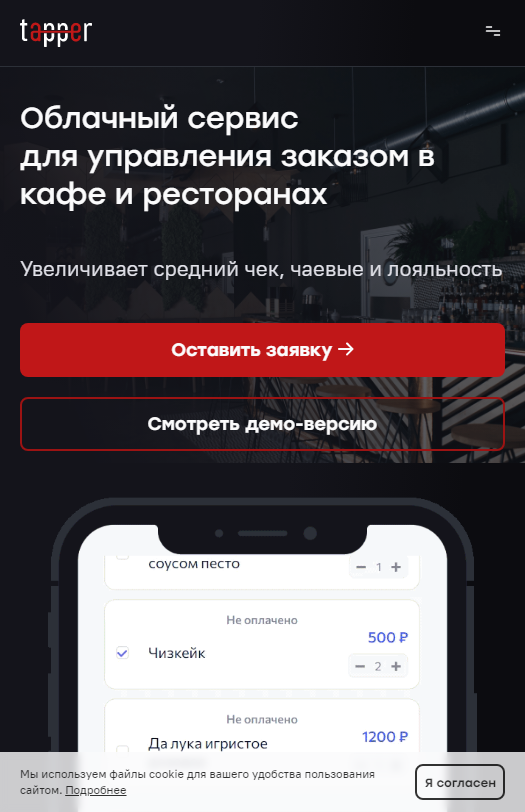 tapper
Облачный сервис
для управления заказом в
кафе и ресторанах
Увеличивает средний чек, чаевые и лояльность
Оставить заявку →
Смотреть демо-версию
соусом песто
1
Не оплачено
500 ₽
Чизкейк
2
Не оплачено
1200 ₽
Да лука игристое
Мы используем файлы cookie для вашего удобства пользования
сайтом. Подробнее
Я согласен